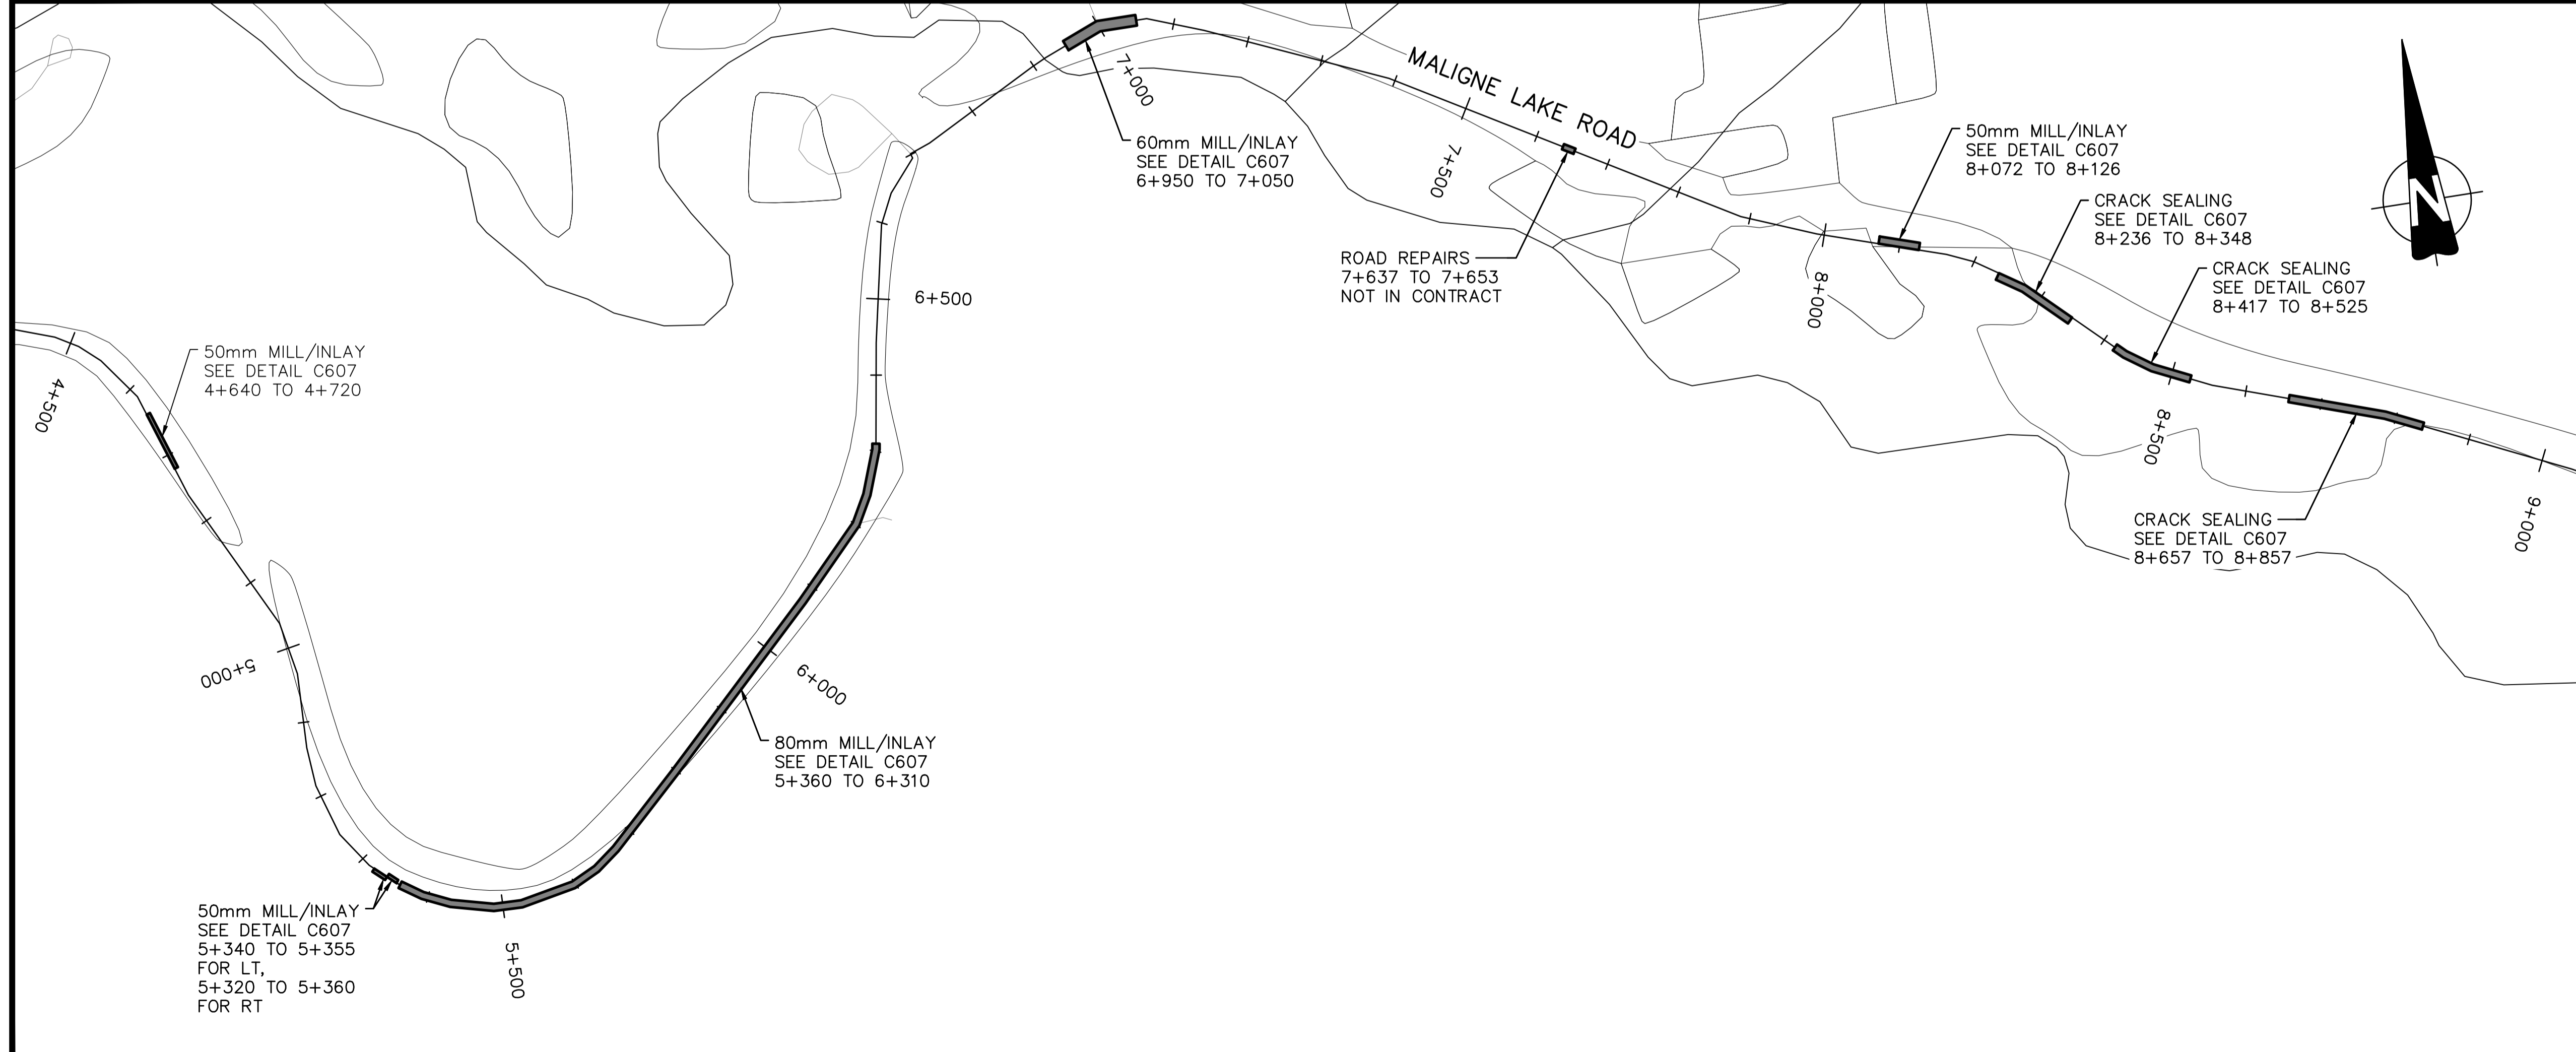 MALIGNE LAKE ROAD
7+000
60mm MILL/INLAY
SEE DETAIL C607
6+950 TO 7+050
7+500
ROAD REPAIRS
7+637 TO 7+653
NOT IN CONTRACT
50mm MILL/INLAY
SEE DETAIL C607
8+072 TO 8+126
N
CRACK SEALING
SEE DETAIL C607
8+236 TO 8+348
CRACK SEALING
SEE DETAIL C607
8+417 TO 8+525
8+000
6+500
50mm MILL/INLAY
SEE DETAIL C607
4+640 TO 4+720
4+500
8+500
9+000
CRACK SEALING
SEE DETAIL C607
8+657 TO 8+857
5+000
6+000
80mm MILL/INLAY
SEE DETAIL C607
5+360 TO 6+310
50mm MILL/INLAY
SEE DETAIL C607
5+340 TO 5+355
FOR LT,
5+320 TO 5+360
FOR RT
5+500